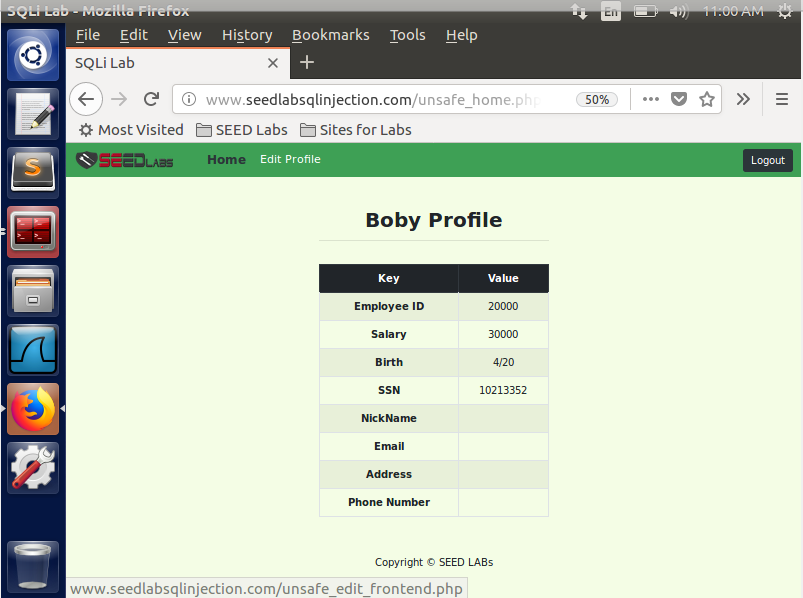 SQLi Lab - Mozilla Firefox En 11:00 AM
File Edit View History Bookmarks Tools Help
SQLi Lab
www.seedlabsqlinjection.com/unsafe_home.php 50%
Most Visited SEED Labs Sites for Labs
SEEDLABS Home Edit Profile Logout
Boby Profile
Key Value
Employee ID 20000
Salary 30000
Birth 4/20
SSN 10213352
NickName
Email
Address
Phone Number
Copyright © SEED LABs
www.seedlabsqlinjection.com/unsafe_edit_frontend.php